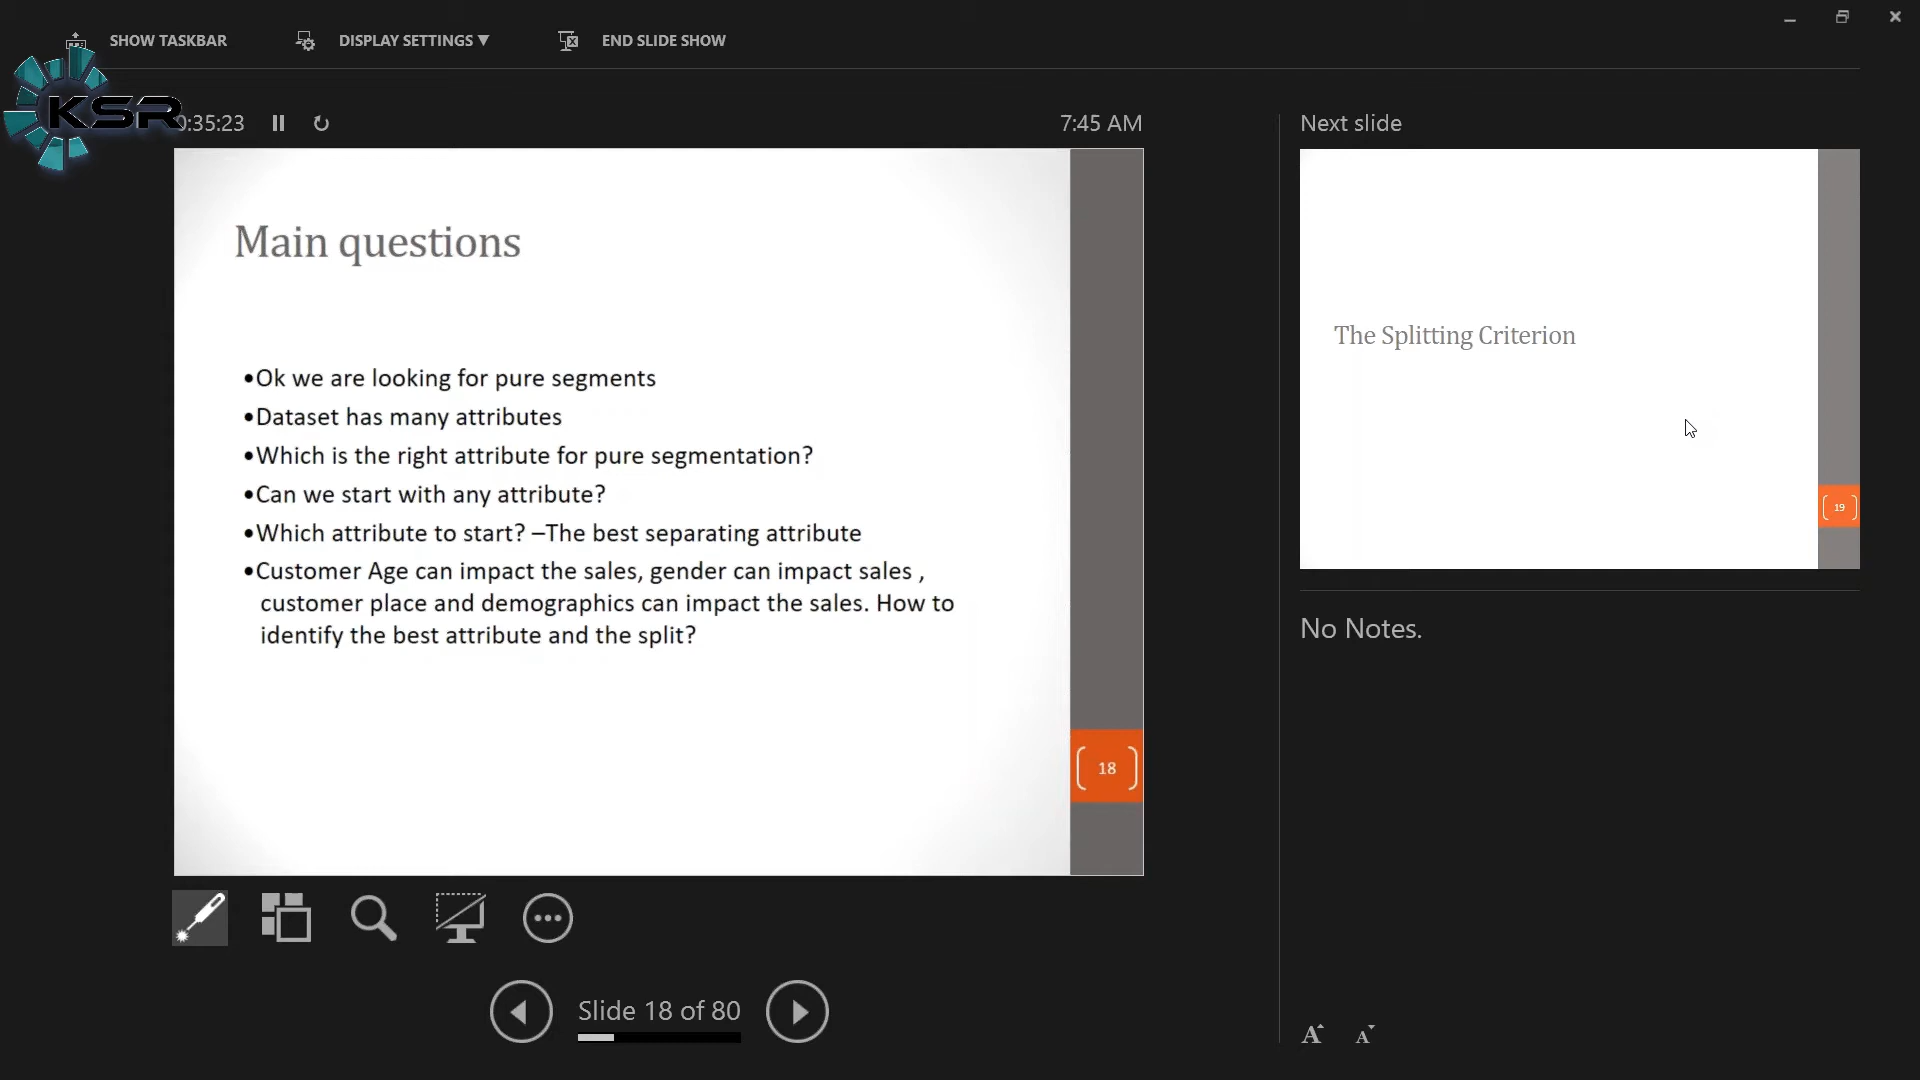 SHOW TASKBAR
DISPLAY SETTINGS ▼
END SLIDE SHOW
KSR
0:35:23
7:45 AM
Next slide
Main questions
•Ok we are looking for pure segments
•Dataset has many attributes
•Which is the right attribute for pure segmentation?
•Can we start with any attribute?
•Which attribute to start? –The best separating attribute
•Customer Age can impact the sales, gender can impact sales ,
customer place and demographics can impact the sales. How to
identify the best attribute and the split?
18
The Splitting Criterion
19
No Notes.
Slide 18 of 80
A A